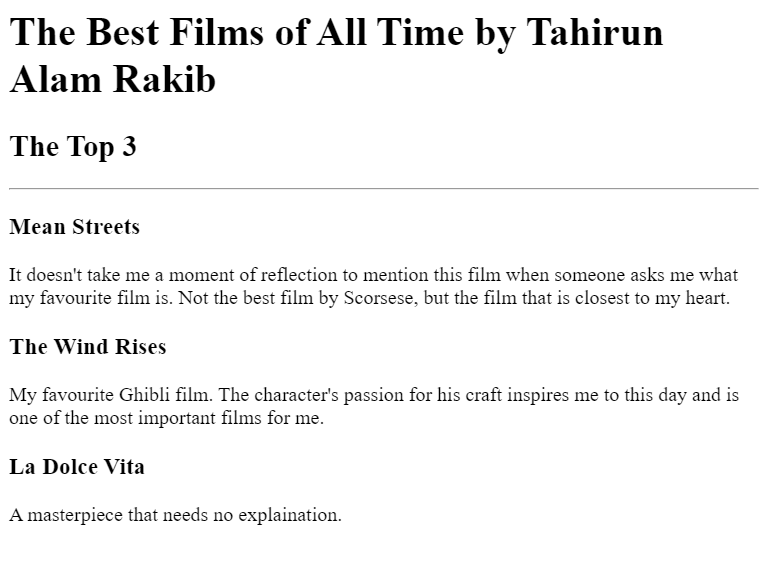 The Best Films of All Time by Tahirun
Alam Rakib
The Top 3
Mean Streets
It doesn't take me a moment of reflection to mention this film when someone asks me what
my favourite film is. Not the best film by Scorsese, but the film that is closest to my heart.
The Wind Rises
My favourite Ghibli film. The character's passion for his craft inspires me to this day and is
one of the most important films for me.
La Dolce Vita
A masterpiece that needs no explaination.